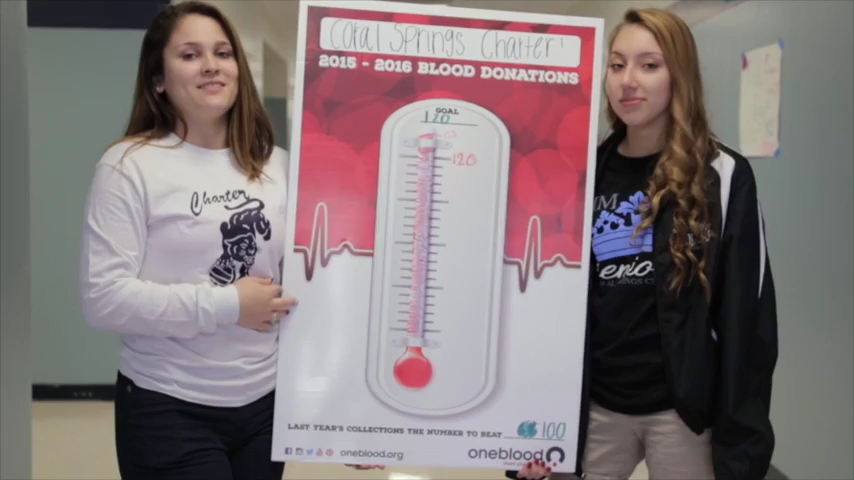 Coral Springs Charter!
2015 - 2016 BLOOD DONATIONS
GOAL
120
120
Charter
enio
LAST YEAR'S COLLECTIONS THE NUMBER TO BEAT 100
oneblood.org
oneblood